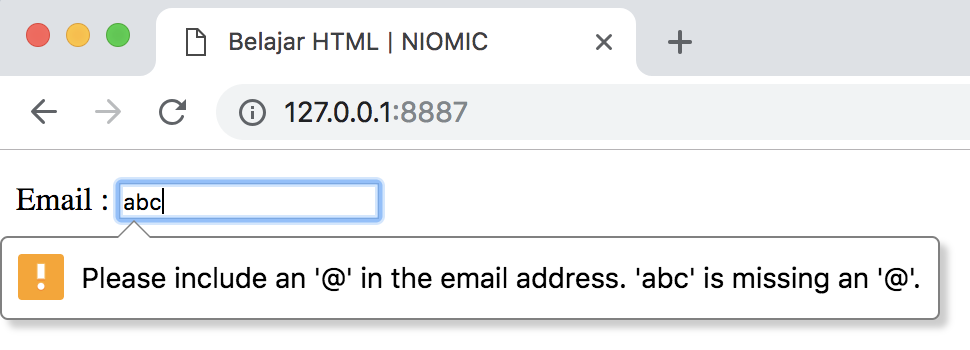 Belajar HTML | NIOMIC
127.0.0.1:8887
Email : abc
Please include an '@' in the email address. 'abc' is missing an '@'.